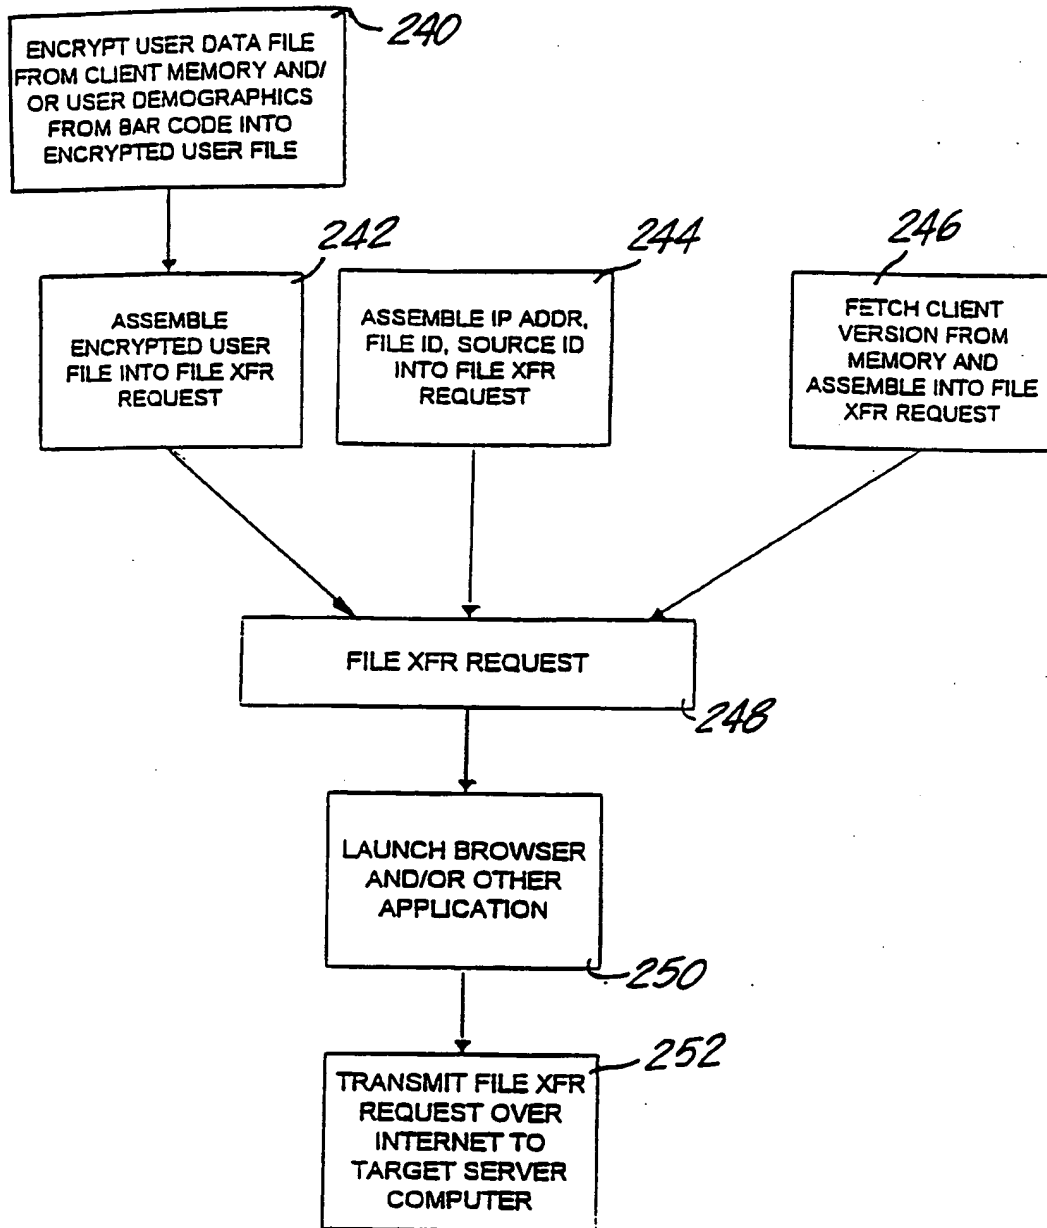 240
ENCRYPT USER DATA FILE
FROM CLIENT MEMORY AND/
OR USER DEMOGRAPHICS
FROM BAR CODE INTO
ENCRYPTED USER FILE
242
ASSEMBLE
ENCRYPTED USER
FILE INTO FILE XFR
REQUEST
244
ASSEMBLE IP ADDR,
FILE ID, SOURCE ID
INTO FILE XFR
REQUEST
246
FETCH CLIENT
VERSION FROM
MEMORY AND
ASSEMBLE INTO FILE
XFR REQUEST
FILE XFR REQUEST
248
LAUNCH BROWSER
AND/OR OTHER
APPLICATION
250
252
TRANSMIT FILE XFR
REQUEST OVER
INTERNET TO
TARGET SERVER
COMPUTER